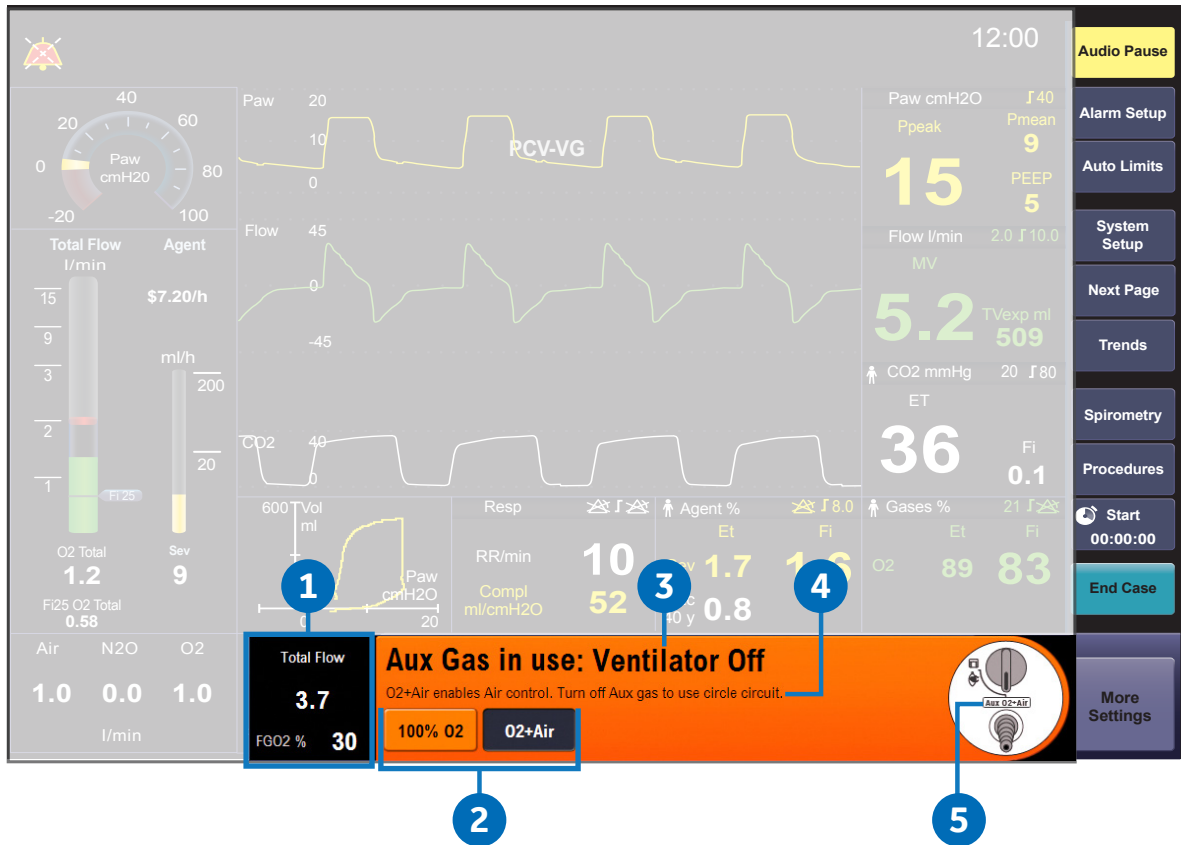 12:00
Audio Pause
Alarm Setup
Auto Limits
System
Setup
Next Page
Trends
Spirometry
Procedures
Start
00:00:00
End Case
More
Settings
40
20
60
0
Paw
cmH20
80
-20
100
Total Flow
l/min
Agent
15
$7.20/h
9
ml/h
3
200
2
20
1
Fi 25
O2 Total
1.2
Sev
9
Fi25 O2 Total
0.58
Air N2O O2
1.0 0.0 1.0
l/min
Paw 20
10
PCV-VG
0
Flow 45
0
-45
CO2 40
0
Paw cmH2O 40
Ppeak
Pmean
15
9
PEEP
5
Flow l/min 2.0 10.0
MV
5.2
TVexp ml
509
CO2 mmHg 20 80
ET
36
Fi
0.1
600 Vol
ml
Paw
cmH2O
0 20
Resp
RR/min 10
Compl
ml/cmH2O
52
Agent % 8.0
Et Fi
1.7
40 y 0.8
Gases % 21
Et Fi
O2 89 83
1
3
4
Total Flow
3.7
FGO2 % 30
Aux Gas in use: Ventilator Off
O2+Air enables Air control. Turn off Aux gas to use circle circuit.
100% O2 O2+Air
Aux O2+Air
2
5